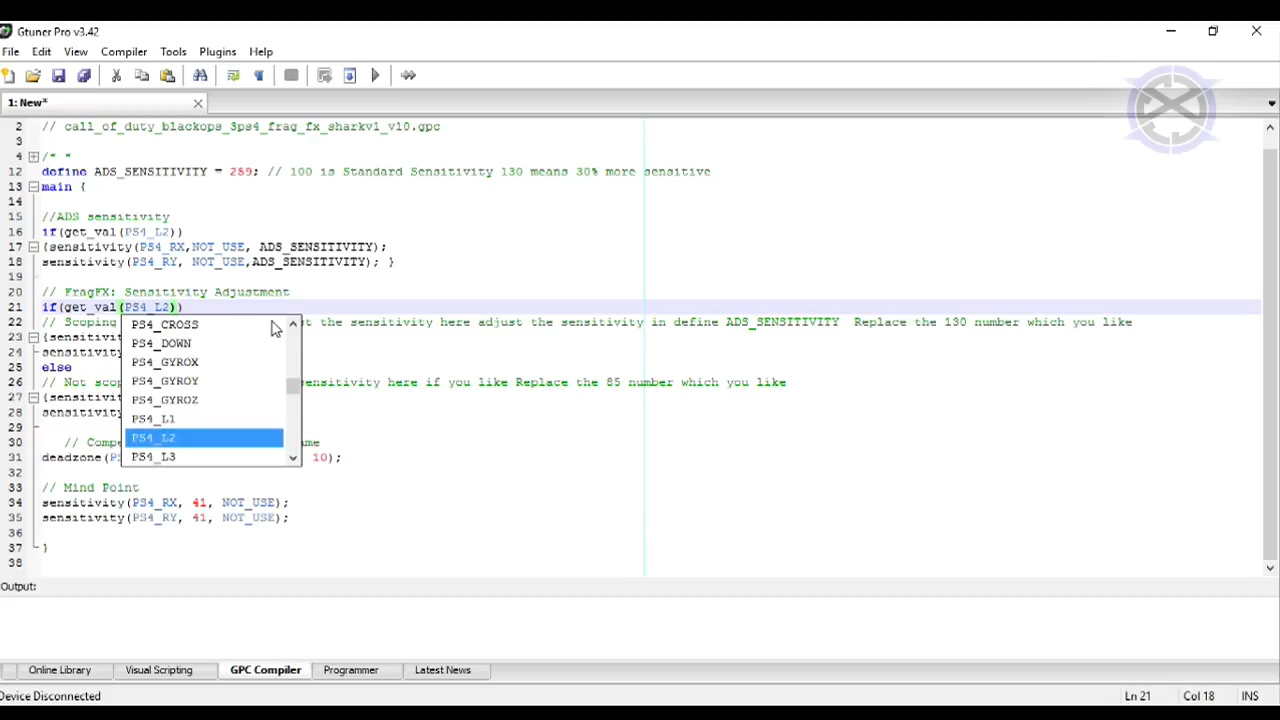 Gtuner Pro v3.42
File Edit View Compiler Tools Plugins Help
1: New*
2 // call_of_duty_blackops_3ps4_frag_fx_sharkv1_v10.gpc
3
4 /* *
12 define ADS_SENSITIVITY = 259; // 100 is Standard Sensitivity 130 means 30% more sensitive
13 main {
14
15 //ADS sensitivity
16 if(get_val(PS4_L2))
17 {sensitivity(PS4_RX,NOT_USE, ADS_SENSITIVITY);
18 sensitivity(PS4_RY, NOT_USE,ADS_SENSITIVITY); }
19
20 // FragFX: Sensitivity Adjustment
21 if(get_val(PS4_L2))
22 // Scoping t the sensitivity here adjust the sensitivity in define ADS_SENSITIVITY Replace the 130 number which you like
23 {sensitivi
24 sensitivity
25 else
26 // Not scop ensitivity here if you like Replace the 85 number which you like
27 {sensitivi
28 sensitivity
29
30 // Compe me
31 deadzone(PS 10);
32
33 // Mind Point
34 sensitivity(PS4_RX, 41, NOT_USE);
35 sensitivity(PS4_RY, 41, NOT_USE);
36
37 }
38
PS4_CROSS
PS4_DOWN
PS4_GYROX
PS4_GYROY
PS4_GYROZ
PS4_L1
PS4_L2
PS4_L3
Output:
Online Library Visual Scripting GPC Compiler Programmer Latest News
Device Disconnected Ln 21 Col 18 INS